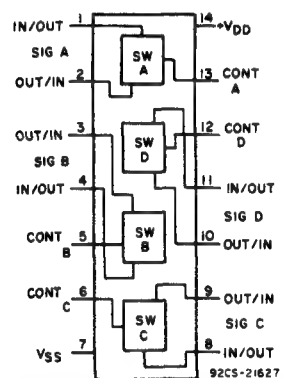 IN/OUT 1
SIG A
OUT/IN 2
OUT/IN 3
SIG B
IN/OUT 4
CONT B 5
CONT C 6
VSS 7
SW A
SW D
SW B
SW C
14 +VDD
13 CONT A
12 CONT D
11 IN/OUT
SIG D
10 OUT/IN
9 OUT/IN
SIG C
8 IN/OUT
92CS-21627